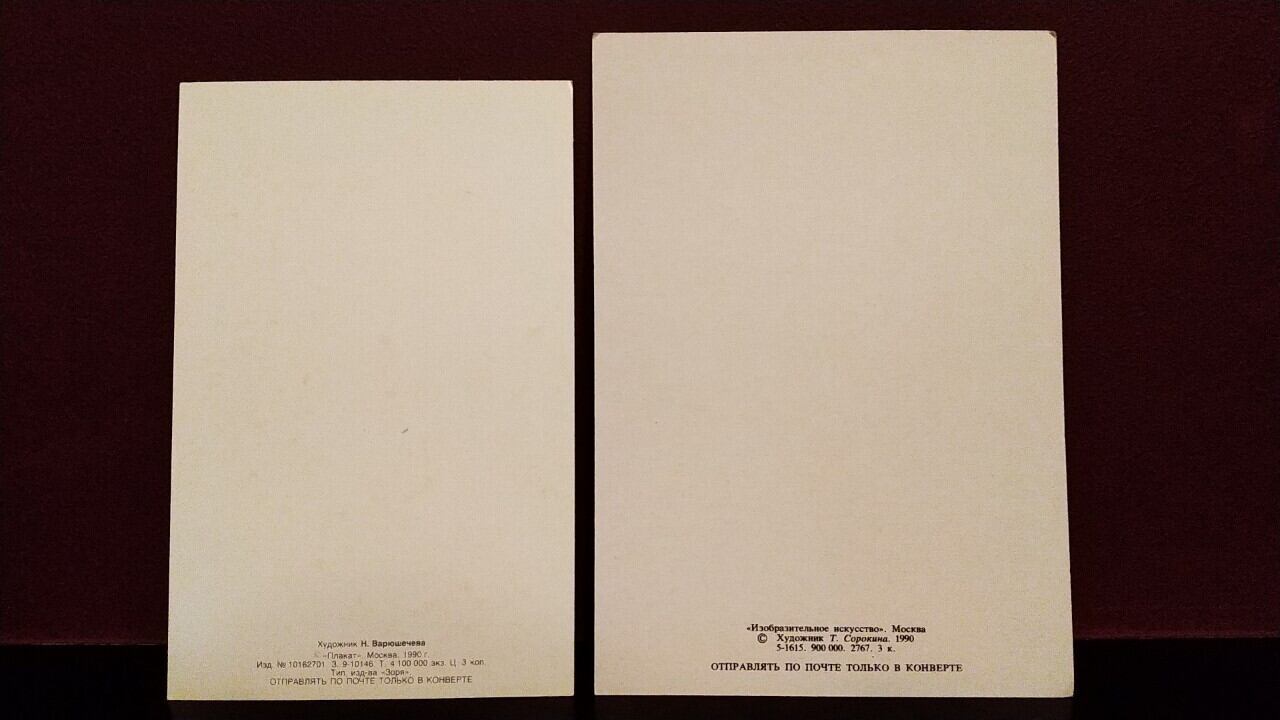 Художник Н. Варюшечева
© «Плакат». Москва. 1990 г.
Изд. № 10162701 З. 9-10146. Т. 4 100 000 экз. Ц. 3 коп.
Тип. изд-ва «Зоря».
ОТПРАВЛЯТЬ ПО ПОЧТЕ ТОЛЬКО В КОНВЕРТЕ
«Изобразительное искусство». Москва
© Художник Т. Сорокина. 1990
5-1615. 900 000. 2767. 3 к.
ОТПРАВЛЯТЬ ПО ПОЧТЕ ТОЛЬКО В КОНВЕРТЕ